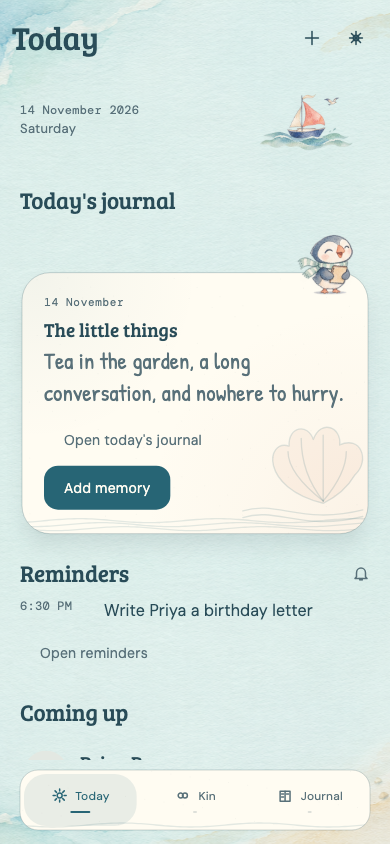 Today
14 November 2026
Saturday
Today's journal
14 November
The little things
Tea in the garden, a long
conversation, and nowhere to hurry.
Open today's journal
Add memory
Reminders
6:30 PM Write Priya a birthday letter
Open reminders
Coming up
Today Kin Journal